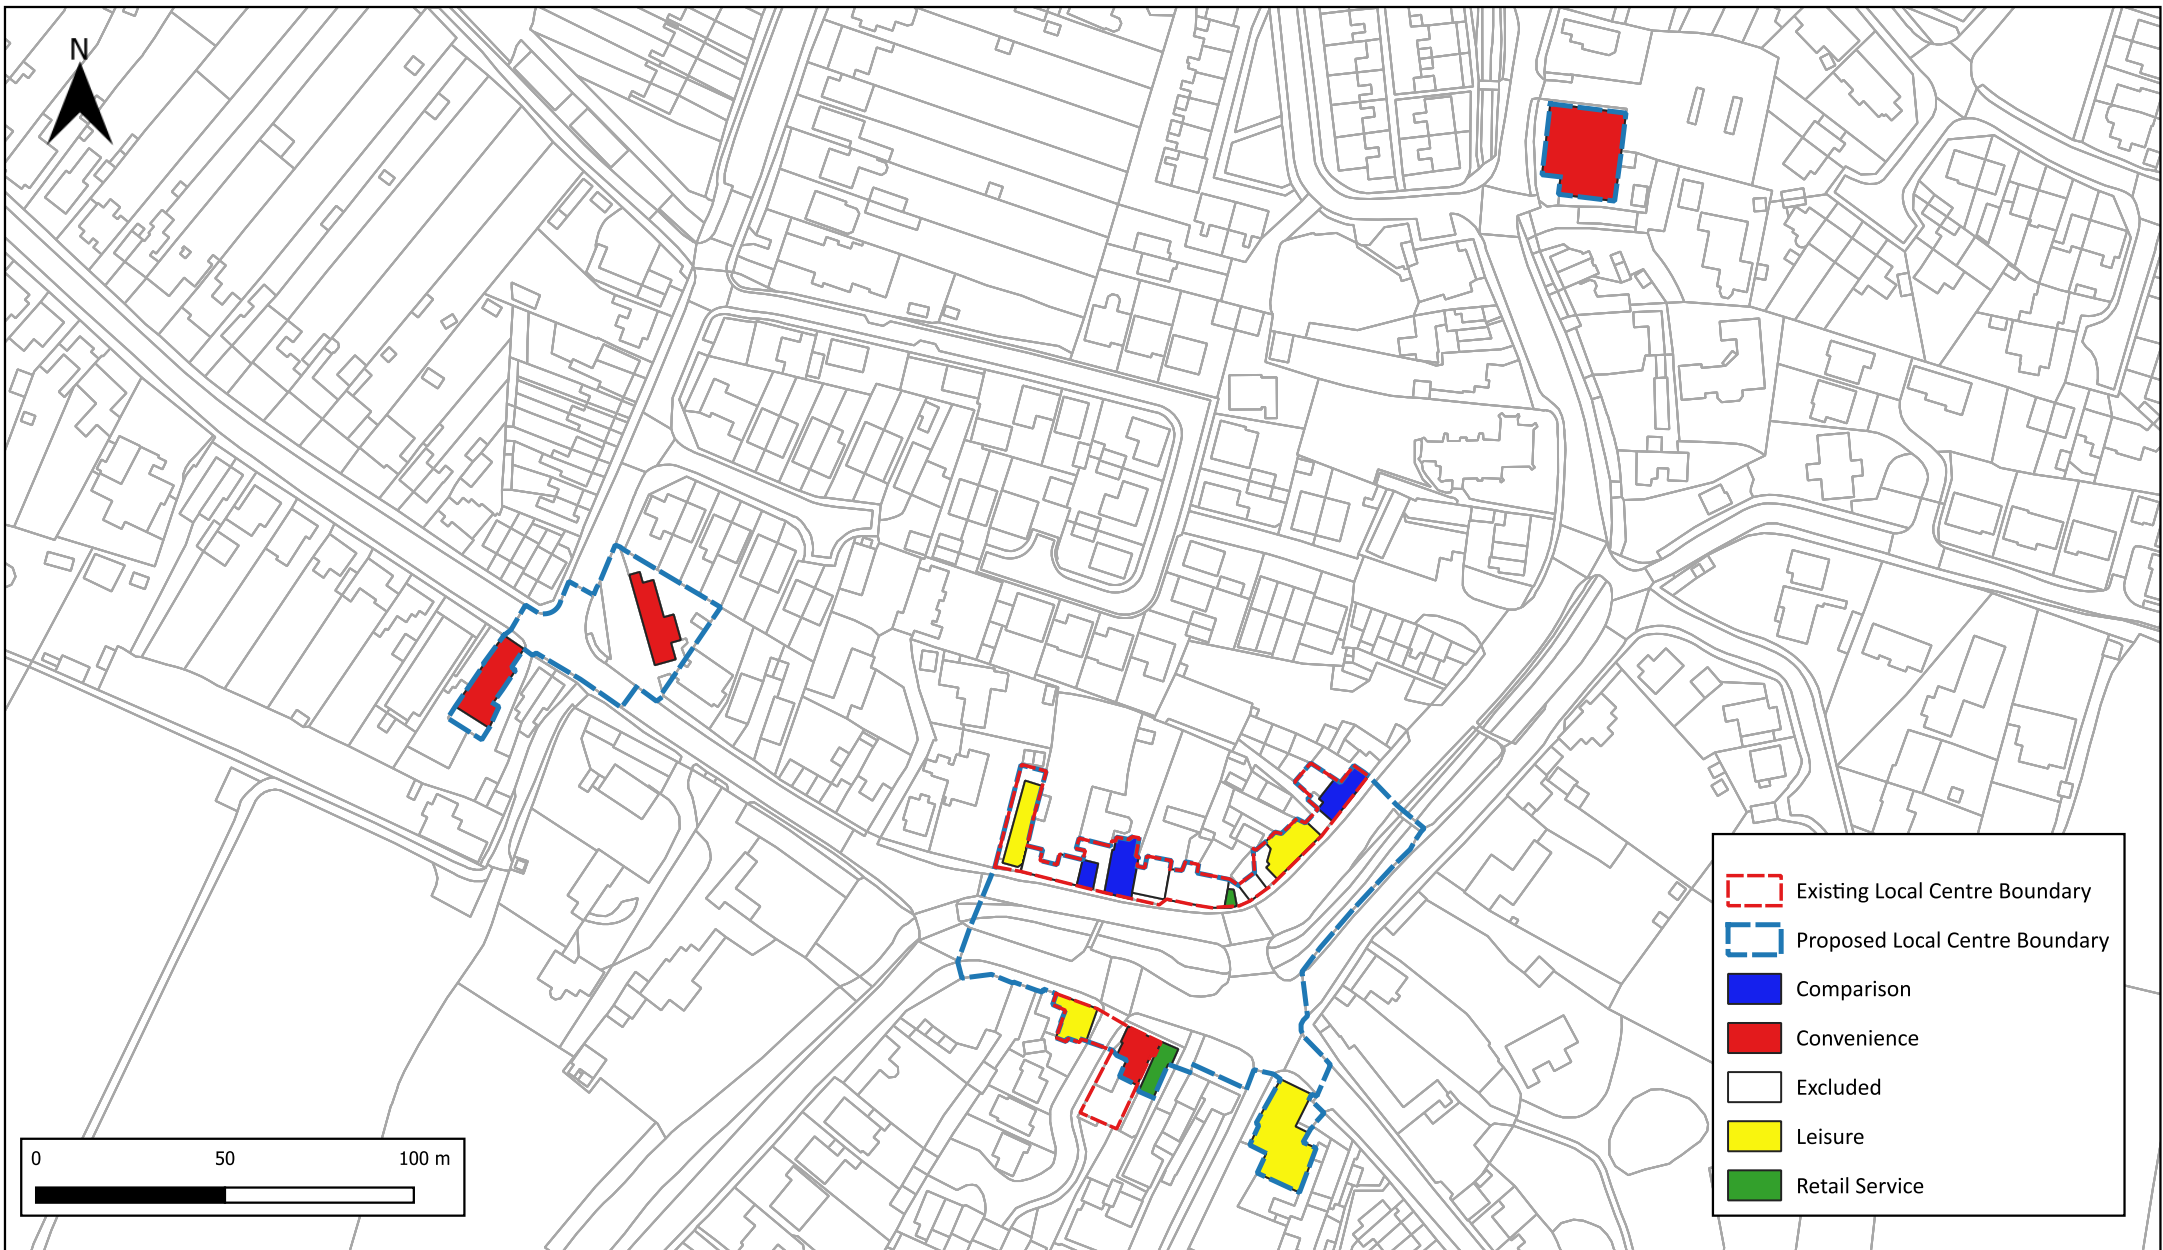 N
Existing Local Centre Boundary
Proposed Local Centre Boundary
Comparison
Convenience
Excluded
Leisure
Retail Service
0 50 100 m